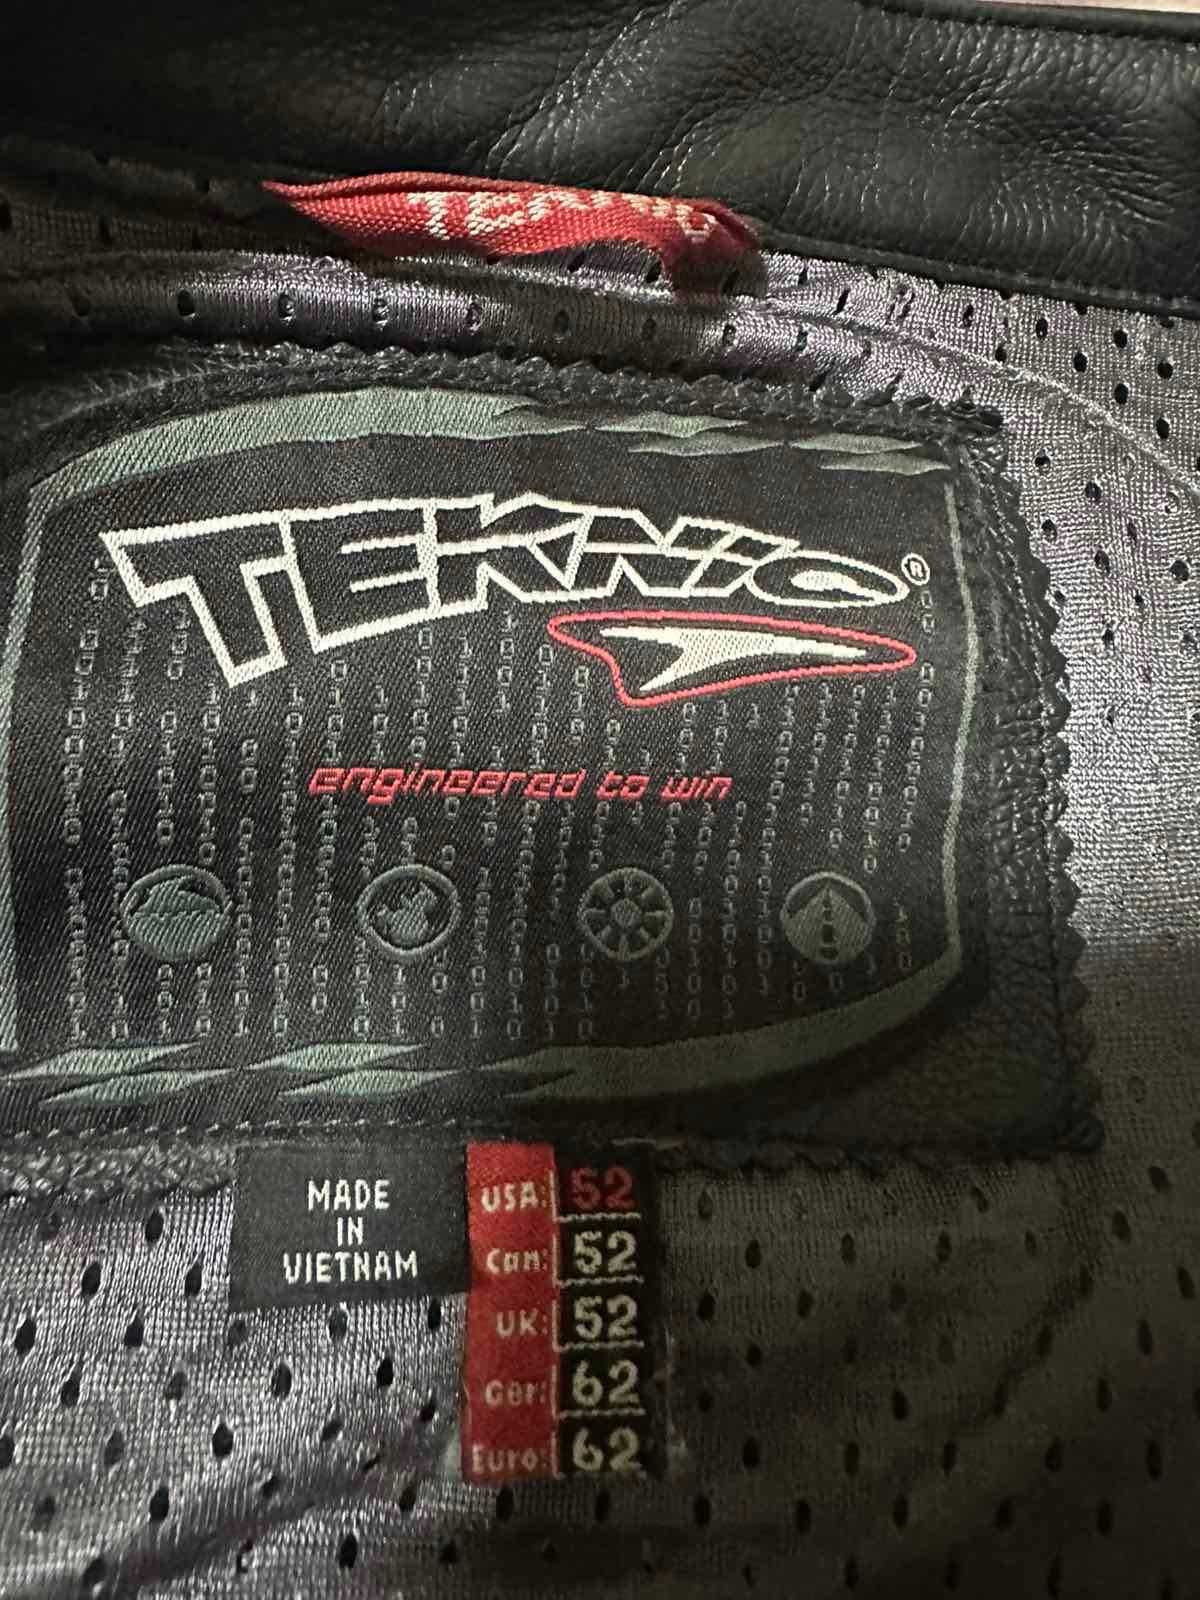 TEKNIC
TEKNIC®
engineered to win
MADE
IN
VIETNAM
USA: 52
Can: 52
UK: 52
Ger: 62
Euro: 62